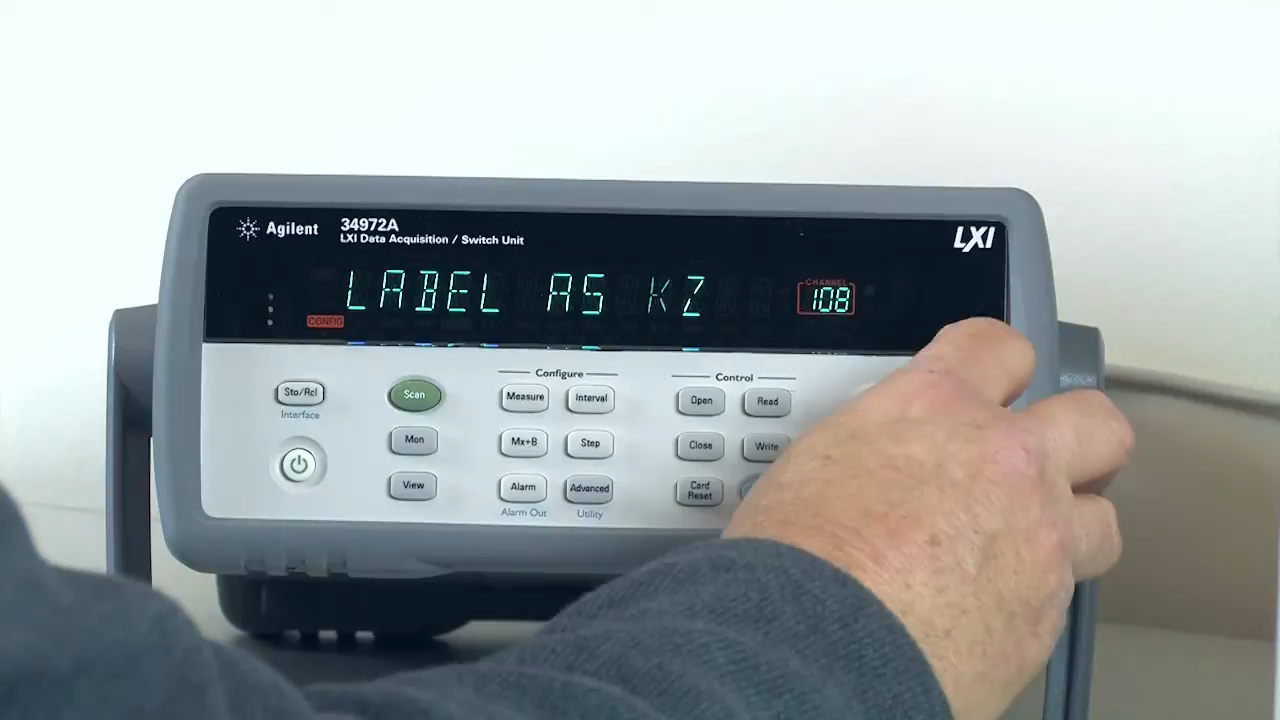 Agilent
34972A
LXI Data Acquisition / Switch Unit
LXI
LABEL AS KZ
CHANNEL
108
CONFIG
Configure
Control
Sto/Rcl
Scan
Measure
Interval
Open
Read
Interface
Mon
Mx+B
Step
Close
Write
View
Alarm
Advanced
Card Reset
Alarm Out
Utility